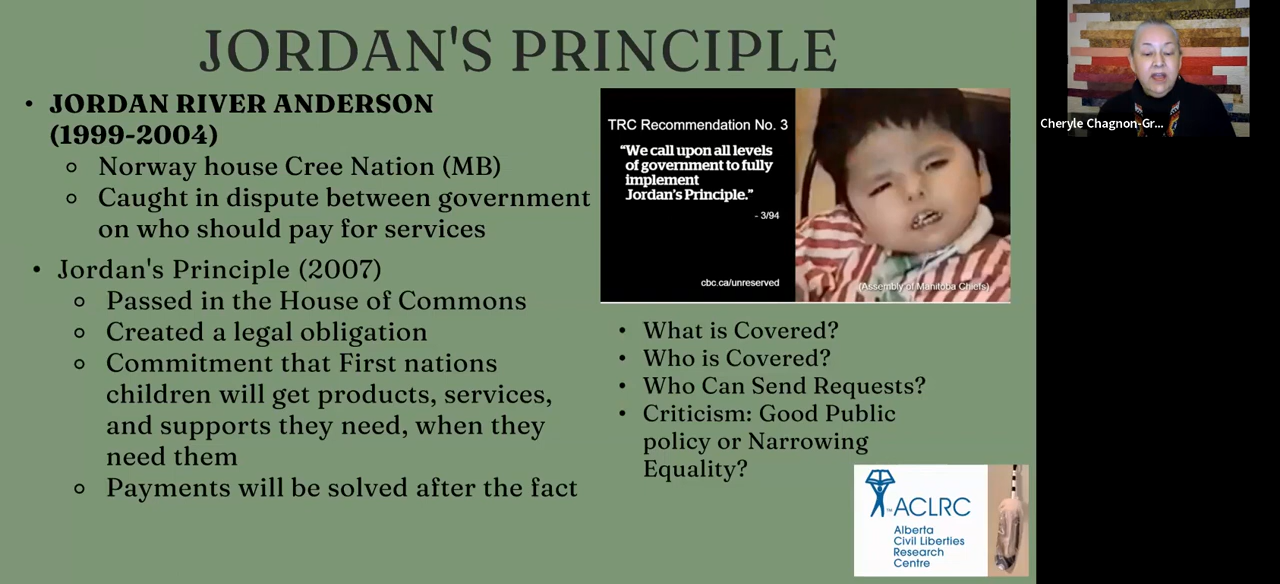 JORDAN'S PRINCIPLE
• JORDAN RIVER ANDERSON
(1999-2004)
○ Norway house Cree Nation (MB)
○ Caught in dispute between government
on who should pay for services
• Jordan's Principle (2007)
○ Passed in the House of Commons
○ Created a legal obligation
○ Commitment that First nations
children will get products, services,
and supports they need, when they
need them
○ Payments will be solved after the fact
TRC Recommendation No. 3
“We call upon all levels
of government to fully
implement
Jordan’s Principle.”
- 3/94
cbc.ca/unreserved
(Assembly of Manitoba Chiefs)
• What is Covered?
• Who is Covered?
• Who Can Send Requests?
• Criticism: Good Public
policy or Narrowing
Equality?
™ ACLRC
Alberta
Civil Liberties
Research
Centre
Cheryle Chagnon-Gr...